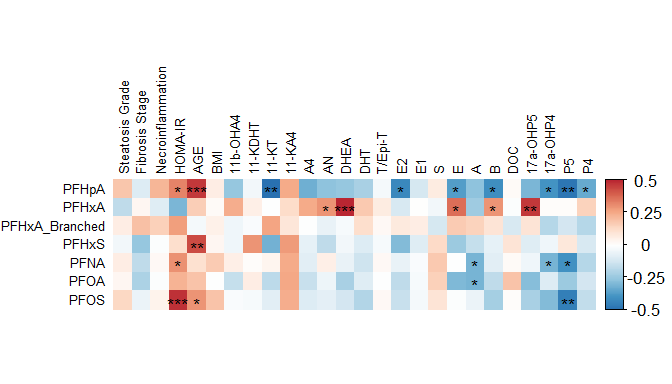 Steatosis Grade
Fibrosis Stage
Necroinflammation
HOMA-IR
AGE
BMI
11b-OHA4
11-KDHT
11-KT
11-KA4
A4
AN
DHEA
DHT
T/Epi-T
E2
E1
S
E
A
B
DOC
17a-OHP5
17a-OHP4
P5
P4
PFHpA * *** ** * * * * ** *
PFHxA * *** * * **
PFHxA_Branched
PFHxS **
PFNA * * * *
PFOA *
PFOS *** * **
0.5
0.25
0
-0.25
-0.5